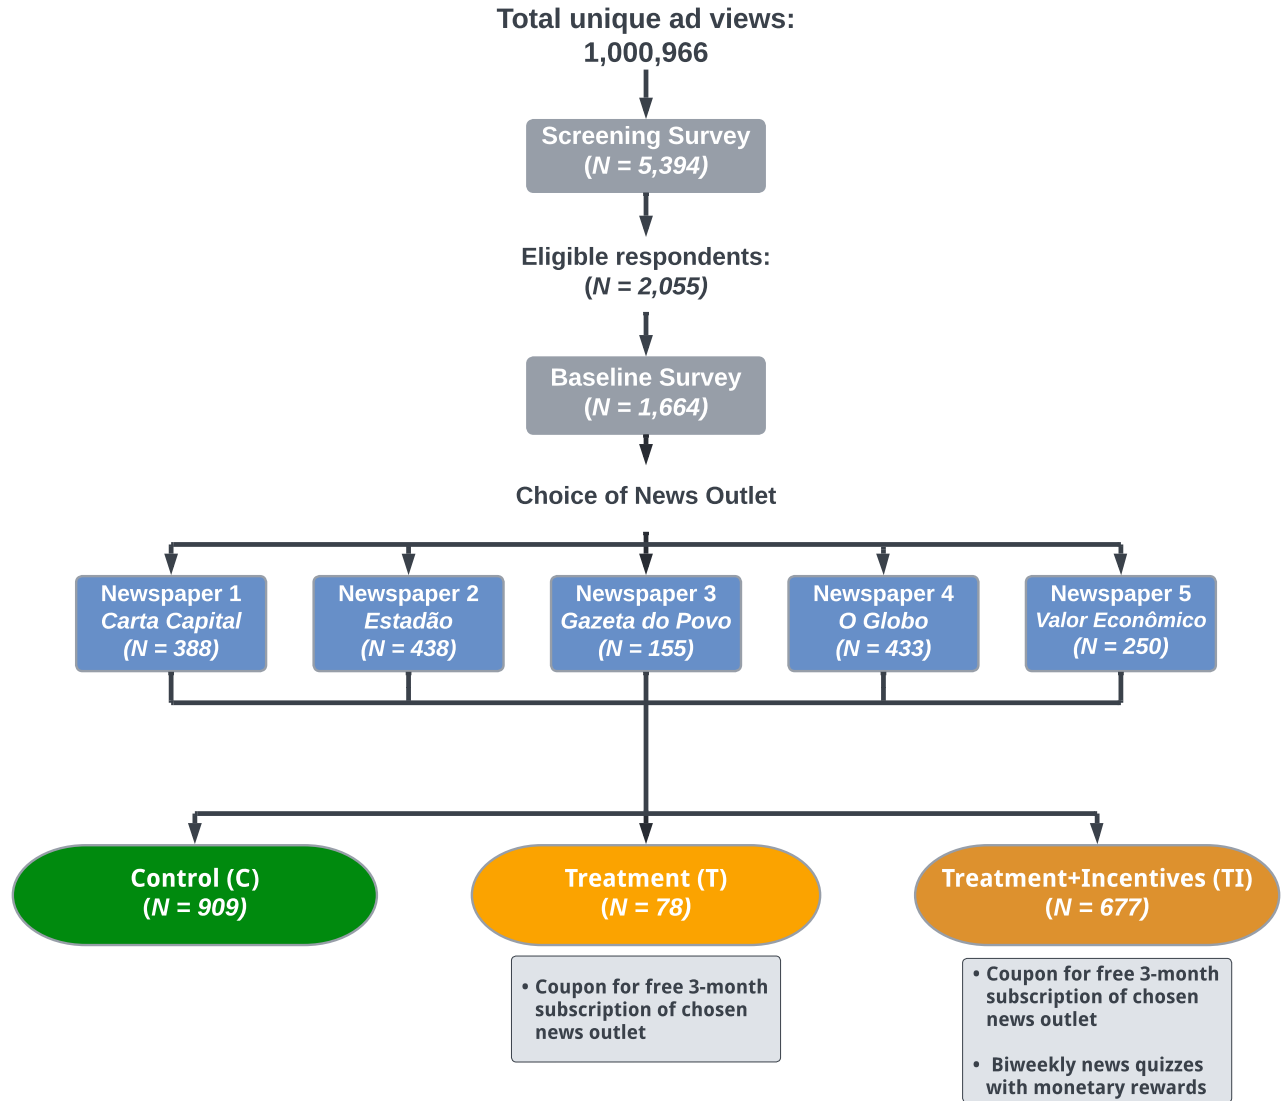 Total unique ad views:
1,000,966
Screening Survey
(N = 5,394)
Eligible respondents:
(N = 2,055)
Baseline Survey
(N = 1,664)
Choice of News Outlet
Newspaper 1
Carta Capital
(N = 388)
Newspaper 2
Estadão
(N = 438)
Newspaper 3
Gazeta do Povo
(N = 155)
Newspaper 4
O Globo
(N = 433)
Newspaper 5
Valor Econômico
(N = 250)
Control (C)
(N = 909)
Treatment (T)
(N = 78)
Treatment+Incentives (TI)
(N = 677)
• Coupon for free 3-month
subscription of chosen
news outlet
• Coupon for free 3-month
subscription of chosen
news outlet
• Biweekly news quizzes
with monetary rewards